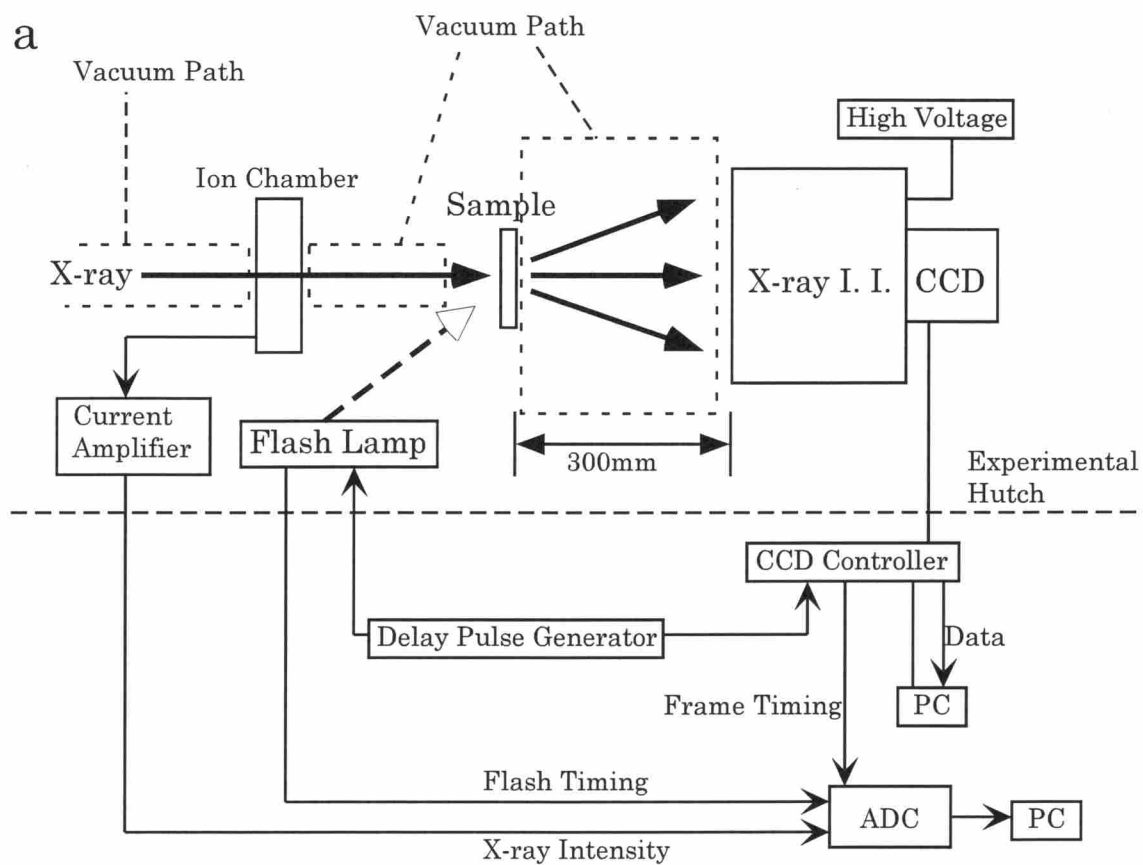 a
Vacuum Path
Vacuum Path
High Voltage
Ion Chamber
Sample
X-ray
X-ray I. I.
CCD
Current
Amplifier
Flash Lamp
300mm
Experimental
Hutch
CCD Controller
Delay Pulse Generator
Data
Frame Timing
PC
Flash Timing
ADC
PC
X-ray Intensity